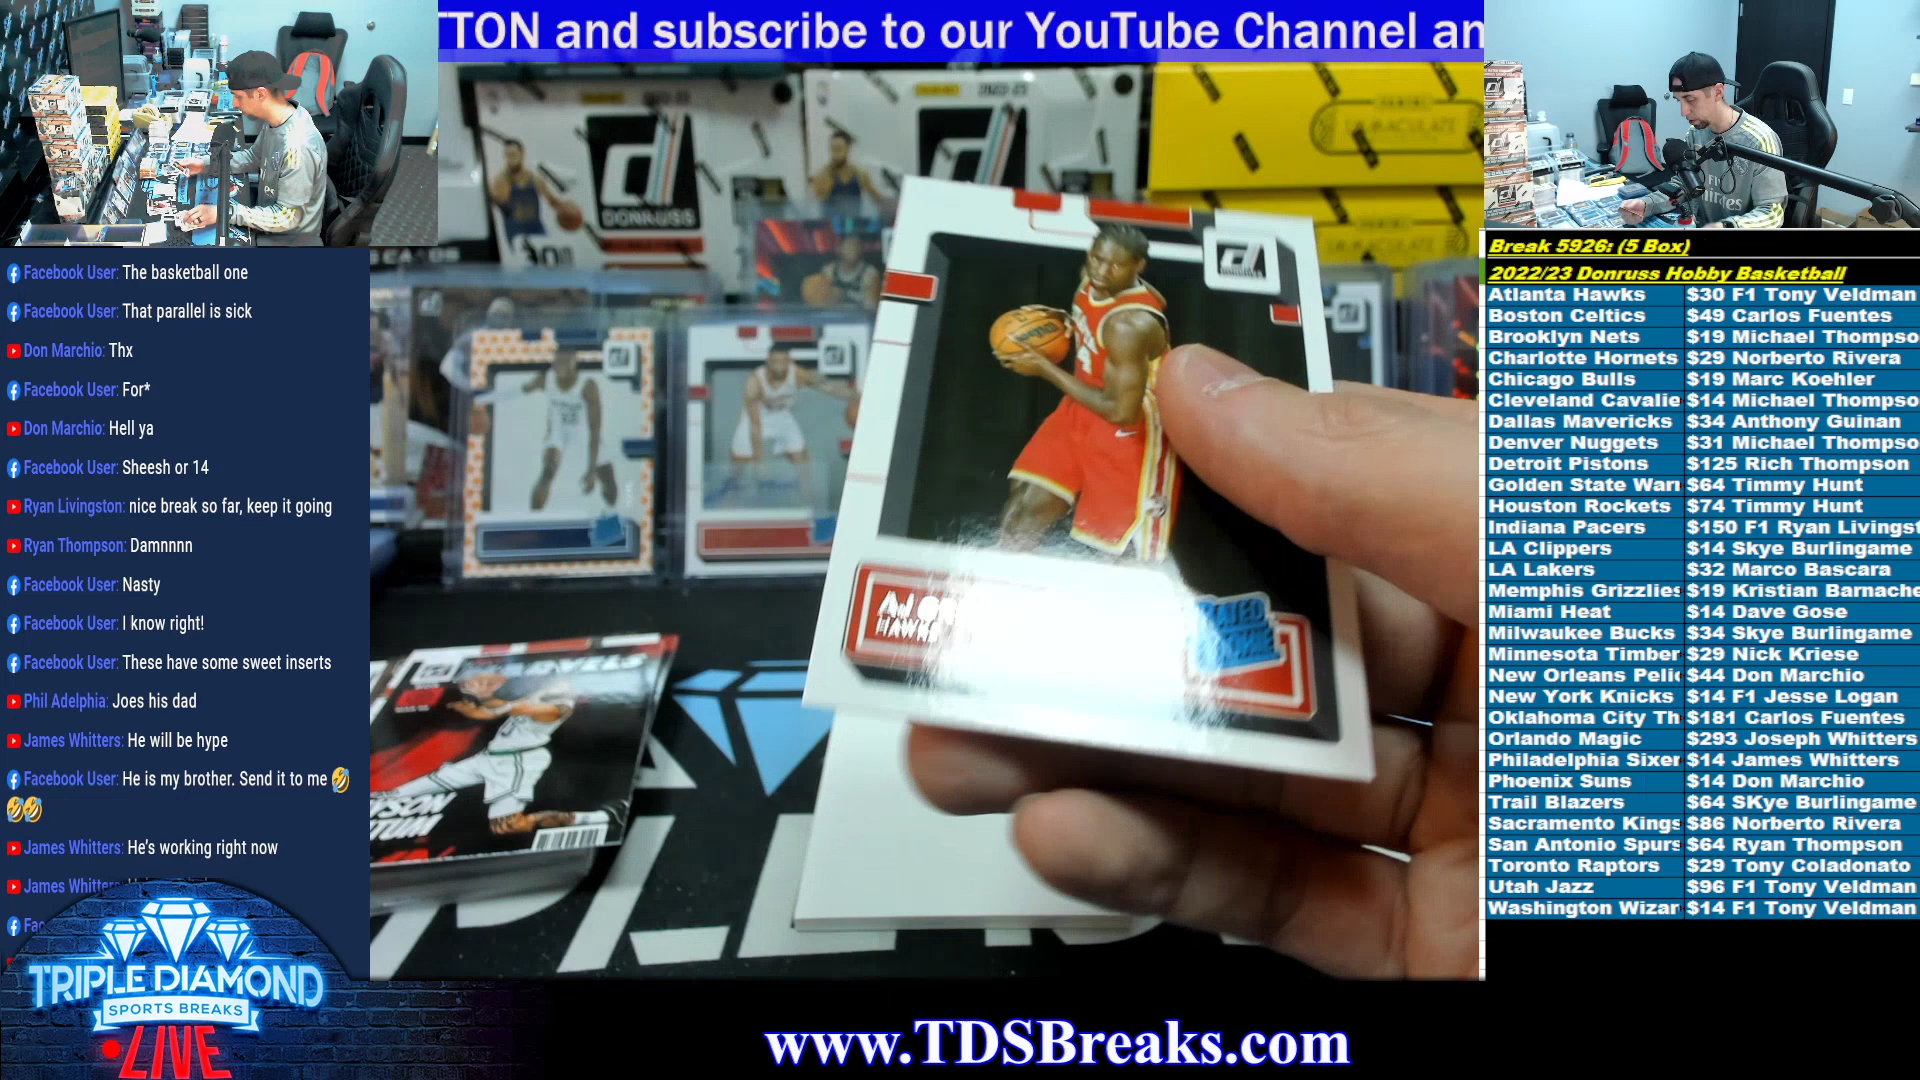 TTON and subscribe to our YouTube Channel an
Facebook User: The basketball one
Facebook User: That parallel is sick
Don Marchio: Thx
Facebook User: For*
Don Marchio: Hell ya
Facebook User: Sheesh or 14
Ryan Livingston: nice break so far, keep it going
Ryan Thompson: Damnnnn
Facebook User: Nasty
Facebook User: I know right!
Facebook User: These have some sweet inserts
Phil Adelphia: Joes his dad
James Whitters: He will be hype
Facebook User: He is my brother. Send it to me 🤣
🤣🤣
James Whitters: He's working right now
James Whitters
Fac
TRIPLE DIAMOND
SPORTS BREAKS
LIVE
DONRUSS
IMMACULATE
AJ GR
HAWKS
RATED
ROOKIE
TUM
www.TDSBreaks.com
Break 5926: (5 Box)
2022/23 Donruss Hobby Basketball
Atlanta Hawks $30 F1 Tony Veldman
Boston Celtics $49 Carlos Fuentes
Brooklyn Nets $19 Michael Thompso
Charlotte Hornets $29 Norberto Rivera
Chicago Bulls $19 Marc Koehler
Cleveland Cavalie $14 Michael Thompso
Dallas Mavericks $34 Anthony Guinan
Denver Nuggets $31 Michael Thompso
Detroit Pistons $125 Rich Thompson
Golden State Warr $64 Timmy Hunt
Houston Rockets $74 Timmy Hunt
Indiana Pacers $150 F1 Ryan Livingst
LA Clippers $14 Skye Burlingame
LA Lakers $32 Marco Bascara
Memphis Grizzlies $19 Kristian Barnache
Miami Heat $14 Dave Gose
Milwaukee Bucks $34 Skye Burlingame
Minnesota Timber $29 Nick Kriese
New Orleans Pelic $44 Don Marchio
New York Knicks $14 F1 Jesse Logan
Oklahoma City Th $181 Carlos Fuentes
Orlando Magic $293 Joseph Whitters
Philadelphia Sixer $14 James Whitters
Phoenix Suns $14 Don Marchio
Trail Blazers $64 SKye Burlingame
Sacramento Kings $86 Norberto Rivera
San Antonio Spurs $64 Ryan Thompson
Toronto Raptors $29 Tony Coladonato
Utah Jazz $96 F1 Tony Veldman
Washington Wizar $14 F1 Tony Veldman